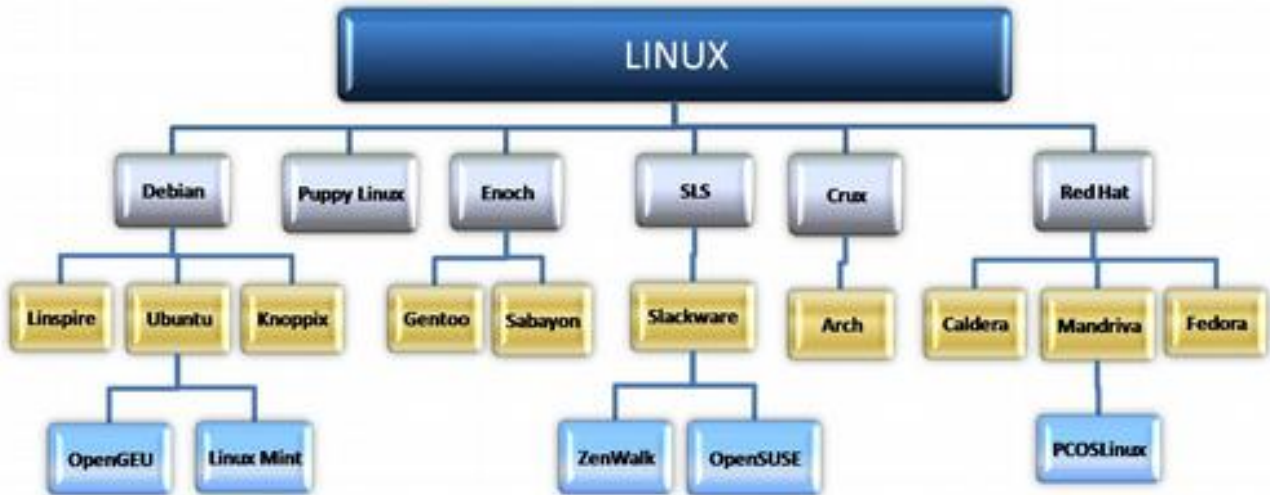 LINUX
Debian
Puppy Linux
Enoch
SLS
Crux
Red Hat
Linspire
Ubuntu
Knoppix
Gentoo
Sabayon
Slackware
Arch
Caldera
Mandriva
Fedora
OpenGEU
Linux Mint
ZenWalk
OpenSUSE
PCOSLinux